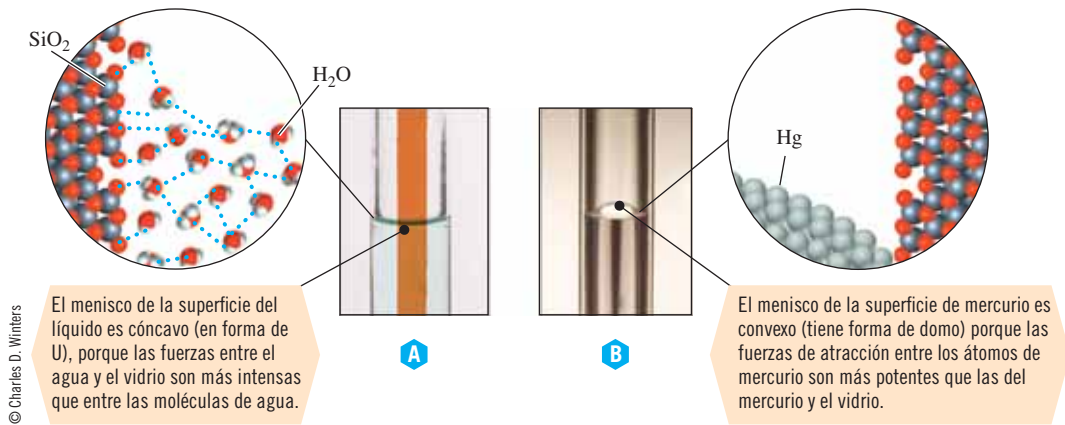 SiO₂
H₂O
Hg
El menisco de la superficie del
líquido es cóncavo (en forma de
U), porque las fuerzas entre el
agua y el vidrio son más intensas
que entre las moléculas de agua.
A
B
El menisco de la superficie de mercurio es
convexo (tiene forma de domo) porque las
fuerzas de atracción entre los átomos de
mercurio son más potentes que las del
mercurio y el vidrio.
© Charles D. Winters